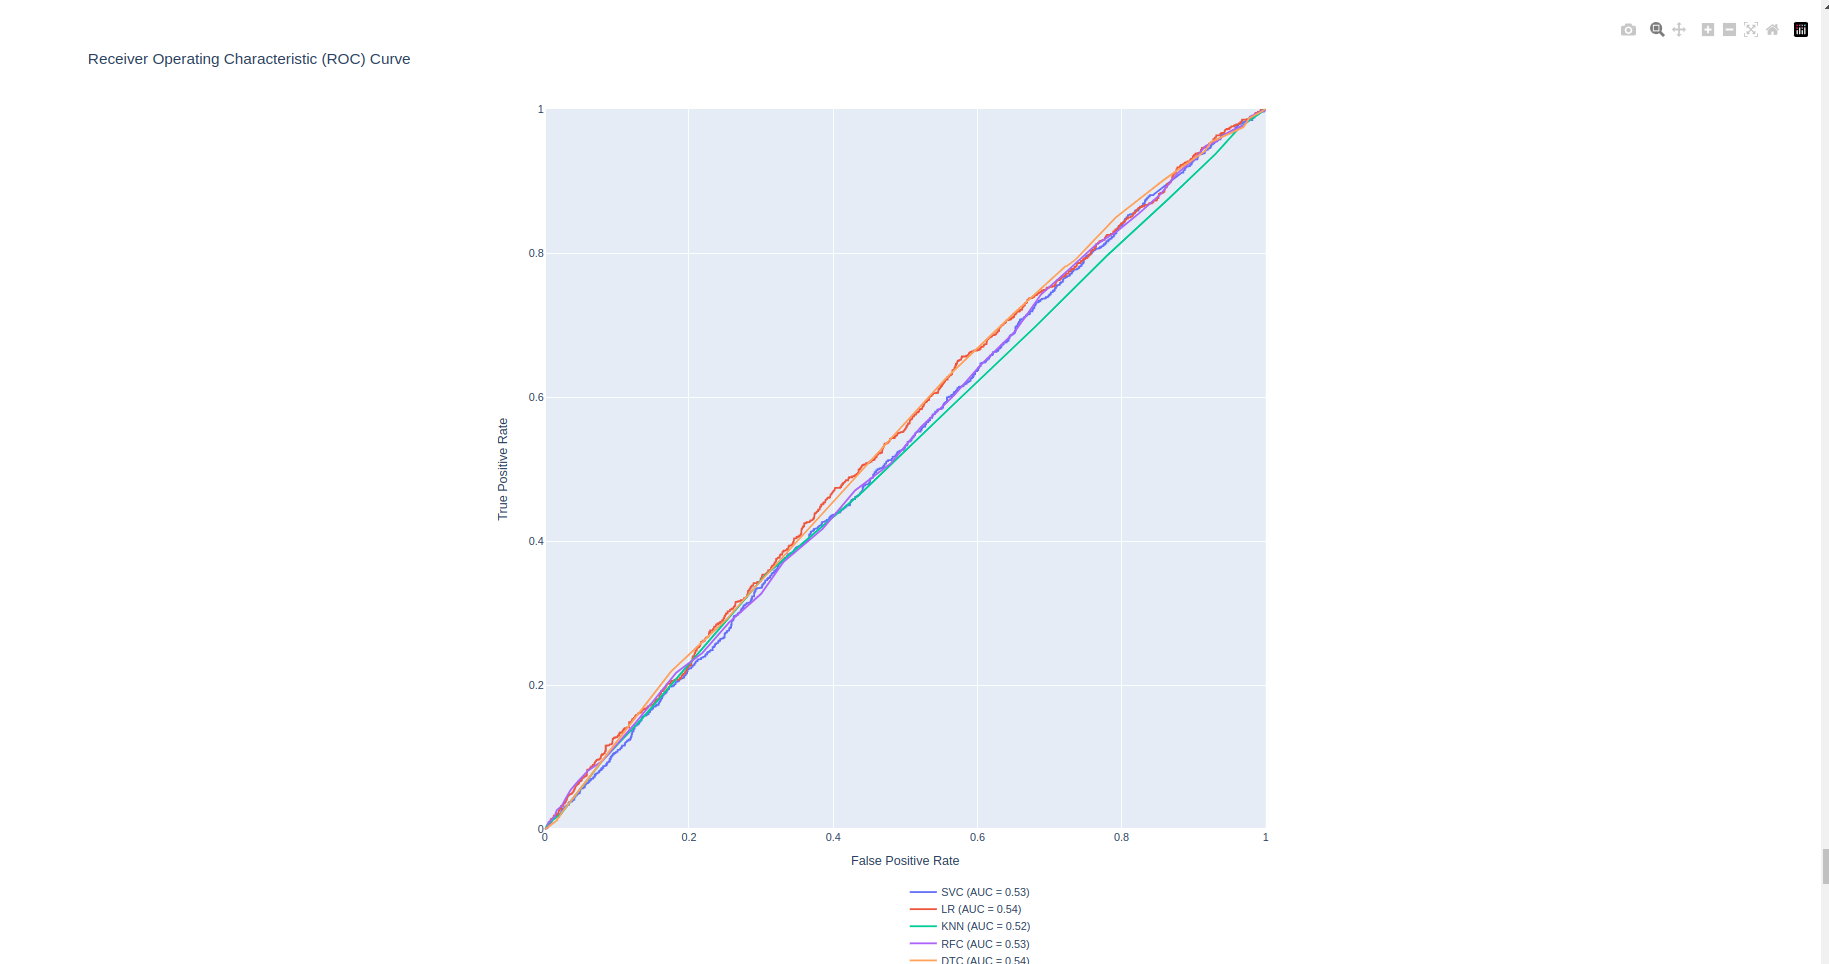 Receiver Operating Characteristic (ROC) Curve
1
0.8
0.6
0.4
0.2
0
True Positive Rate
0 0.2 0.4 0.6 0.8 1
False Positive Rate
SVC (AUC = 0.53)
LR (AUC = 0.54)
KNN (AUC = 0.52)
RFC (AUC = 0.53)
DTC (AUC = 0.54)